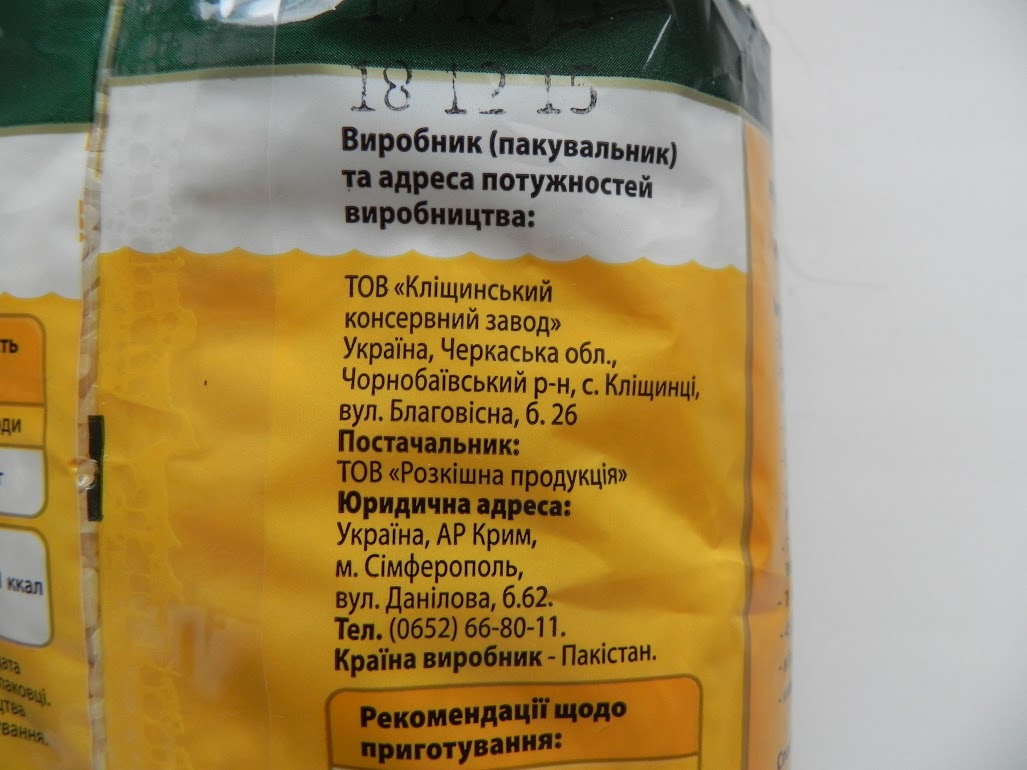 18 12 15
Виробник (пакувальник)
та адреса потужностей
виробництва:
ТОВ «Кліщинський
консервний завод»
Україна, Черкаська обл.,
Чорнобаївський р-н, с. Кліщинці,
вул. Благовісна, б. 26
Постачальник:
ТОВ «Розкішна продукція»
Юридична адреса:
Україна, АР Крим,
м. Сімферополь,
вул. Данілова, б.62.
Тел. (0652) 66-80-11.
Країна виробник - Пакістан.
Рекомендації щодо
приготування:
ккал